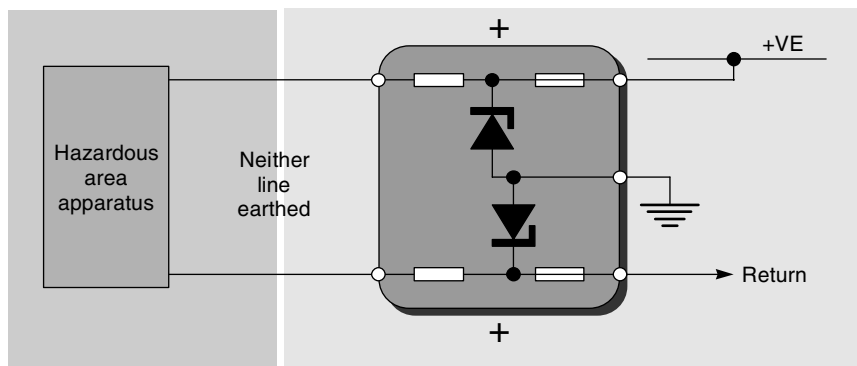 +
+VE
Hazardous
area
apparatus
Neither
line
earthed
Return
+